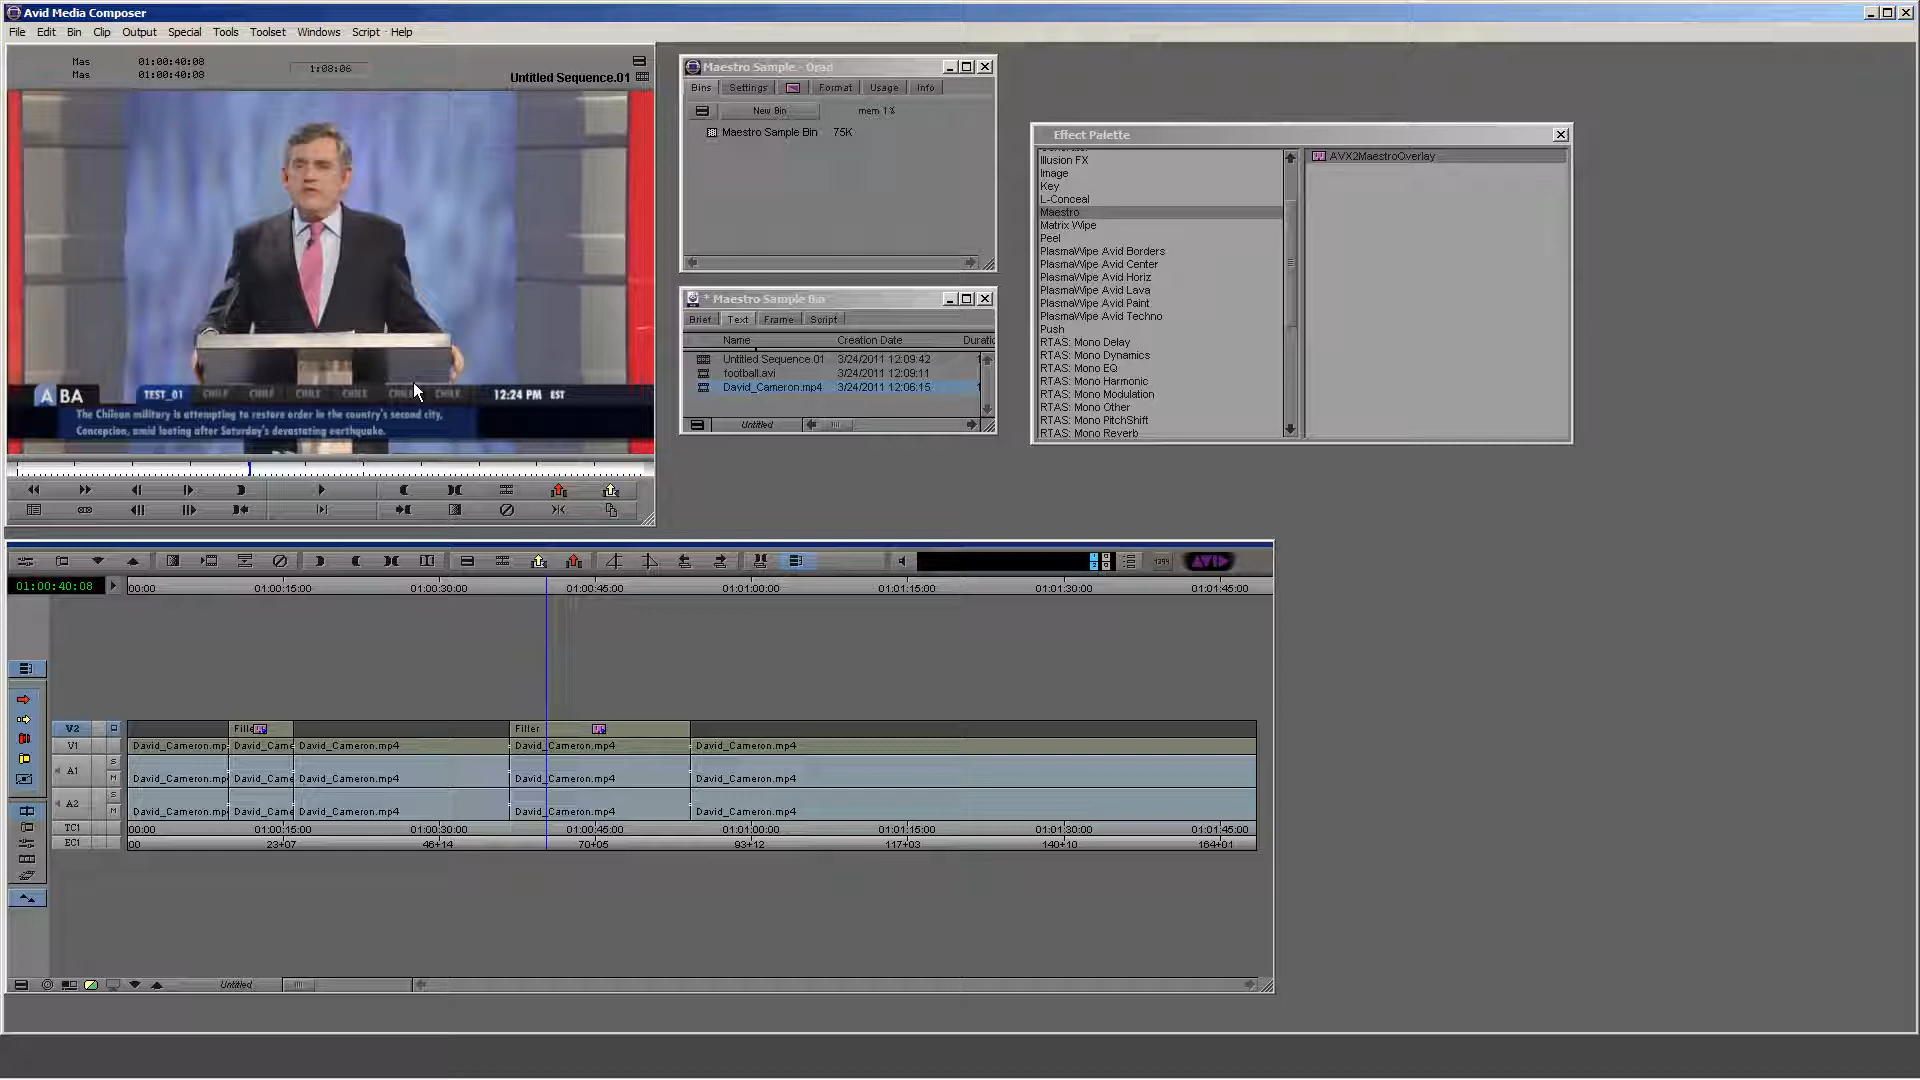 Avid Media Composer
File Edit Bin Clip Output Special Tools Toolset Windows Script Help
Mas 01:00:40:08
Mas 01:00:40:08
1:08:06
Untitled Sequence.01
ABA
TEST_01 CHILE CHILE CHILE CHILE CHILE CHILE
12:24 PM EST
The Chilean military is attempting to restore order in the country's second city,
Concepcion, amid looting after Saturday's devastating earthquake.
Maestro Sample - Orad
Bins Settings Format Usage Info
New Bin mem 1%
Maestro Sample Bin 75K
* Maestro Sample Bin
Brief Text Frame Script
Name Creation Date Duratic
Untitled Sequence.01 3/24/2011 12:09:42
football.avi 3/24/2011 12:09:11
David_Cameron.mp4 3/24/2011 12:06:15
Untitled
Effect Palette
Illusion FX
Image
Key
L-Conceal
Maestro
Matrix Wipe
Peel
PlasmaWipe Avid Borders
PlasmaWipe Avid Center
PlasmaWipe Avid Horiz
PlasmaWipe Avid Lava
PlasmaWipe Avid Paint
PlasmaWipe Avid Techno
Push
RTAS: Mono Delay
RTAS: Mono Dynamics
RTAS: Mono EQ
RTAS: Mono Harmonic
RTAS: Mono Modulation
RTAS: Mono Other
RTAS: Mono PitchShift
RTAS: Mono Reverb
AVX2MaestroOverlay
1394 AVID
01:00:40:08
00:00 01:00:15:00 01:00:30:00 01:00:45:00 01:01:00:00 01:01:15:00 01:01:30:00 01:01:45:00
V2 Fille Filler
V1 David_Cameron.mp David_Came David_Cameron.mp4 David_Cameron.mp4 David_Cameron.mp4
S
A1 M David_Cameron.mp David_Came David_Cameron.mp4 David_Cameron.mp4 David_Cameron.mp4
S
A2 M David_Cameron.mp David_Came David_Cameron.mp4 David_Cameron.mp4 David_Cameron.mp4
TC1 00:00 01:00:15:00 01:00:30:00 01:00:45:00 01:01:00:00 01:01:15:00 01:01:30:00 01:01:45:00
EC1 00 23+07 46+14 70+05 93+12 117+03 140+10 164+01
Untitled